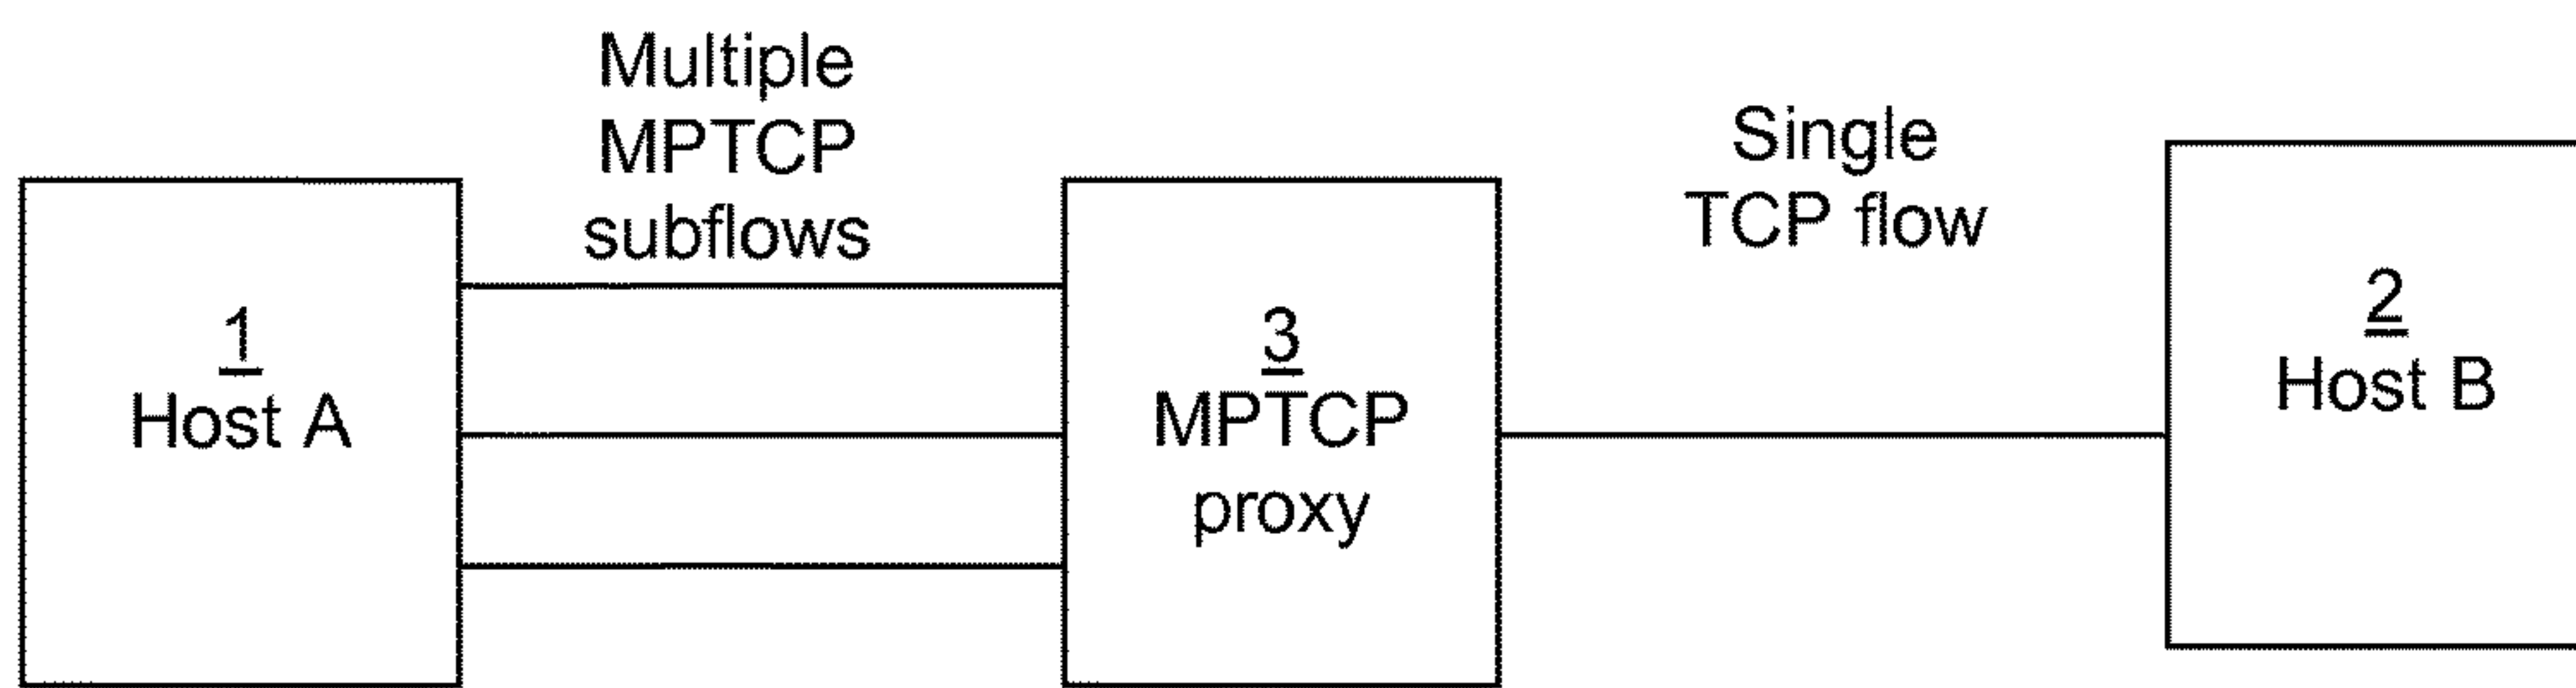 Multiple
MPTCP
subflows
Single
TCP flow
1
Host A
3
MPTCP
proxy
2
Host B